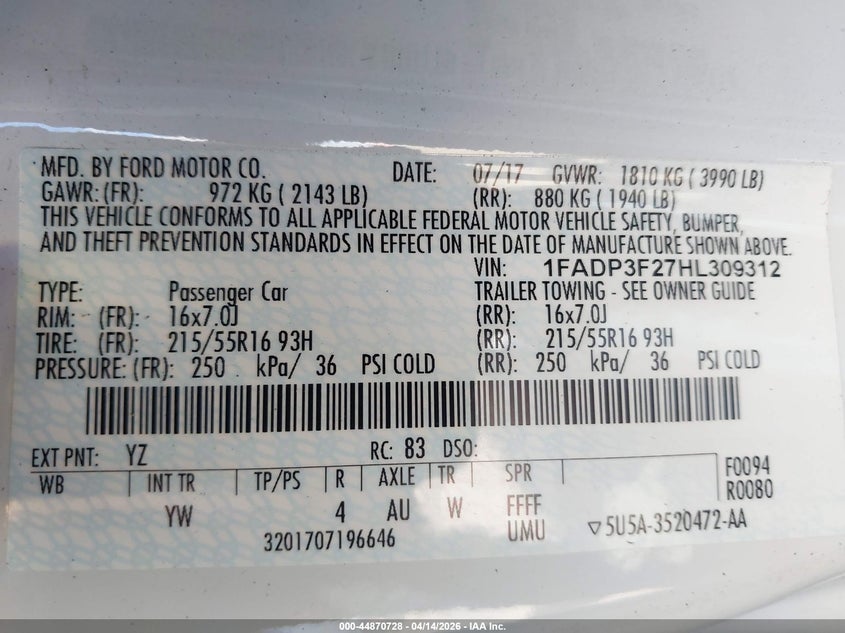 MFD. BY FORD MOTOR CO. DATE: 07/17 GVWR: 1810 KG ( 3990 LB)
GAWR: (FR): 972 KG ( 2143 LB) (RR): 880 KG ( 1940 LB)
THIS VEHICLE CONFORMS TO ALL APPLICABLE FEDERAL MOTOR VEHICLE SAFETY, BUMPER,
AND THEFT PREVENTION STANDARDS IN EFFECT ON THE DATE OF MANUFACTURE SHOWN ABOVE.
VIN: 1FADP3F27HL309312
TYPE: Passenger Car TRAILER TOWING - SEE OWNER GUIDE
RIM: (FR): 16x7.0J (RR): 16x7.0J
TIRE: (FR): 215/55R16 93H (RR): 215/55R16 93H
PRESSURE: (FR): 250 kPa/ 36 PSI COLD (RR): 250 kPa/ 36 PSI COLD
EXT PNT: YZ RC: 83 DSO:
WB INT TR TP/PS R AXLE TR SPR F0094
R0080
YW 4 AU W FFFF
3201707196646 UMU ▽5U5A-3520472-AA
000-44870728 - 04/14/2026 - IAA Inc.